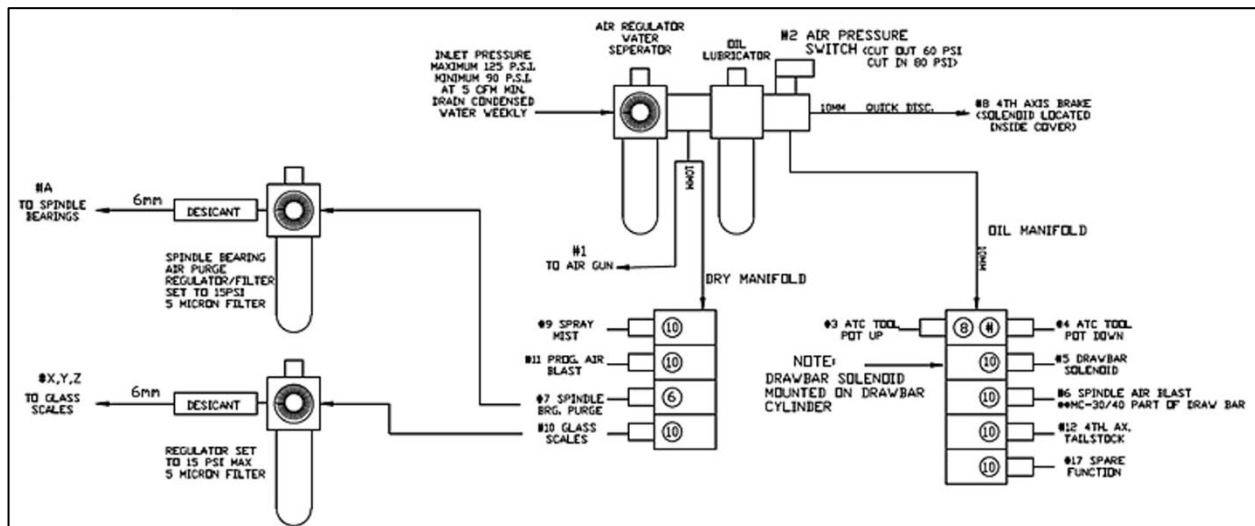 AIR REGULATOR
WATER
SEPERATOR
OIL
LUBRICATOR
#2 AIR PRESSURE
SWITCH (CUT OUT 60 PSI
CUT IN 80 PSI)
INLET PRESSURE
MAXIMUM 125 P.S.I.
MINIMUM 90 P.S.I.
AT 5 CFM MIN.
DRAIN CONDENSED
WATER WEEKLY
10MM QUICK DISC.
#8 4TH AXIS BRAKE
(SOLENOID LOCATED
INSIDE COVER)
10MM
#A
TO SPINDLE
BEARINGS
6mm
DESICANT
SPINDLE BEARING
AIR PURGE
REGULATOR/FILTER
SET TO 15PSI
5 MICRON FILTER
#1
TO AIR GUN
DRY MANIFOLD
OIL MANIFOLD
10MM
#9 SPRAY
MIST
10
#11 PROG. AIR
BLAST
10
#7 SPINDLE
BRG. PURGE
6
#10 GLASS
SCALES
10
#3 ATC TOOL
POT UP
8 #
#4 ATC TOOL
POT DOWN
NOTE:
DRAWBAR SOLENOID
MOUNTED ON DRAWBAR
CYLINDER
10
#5 DRAWBAR
SOLENOID
10
#6 SPINDLE AIR BLAST
**MC-30/40 PART OF DRAW BAR
10
#12 4TH. AX.
TAILSTOCK
10
#17 SPARE
FUNCTION
#X,Y,Z
TO GLASS
SCALES
6mm
DESICANT
REGULATOR SET
TO 15 PSI MAX
5 MICRON FILTER